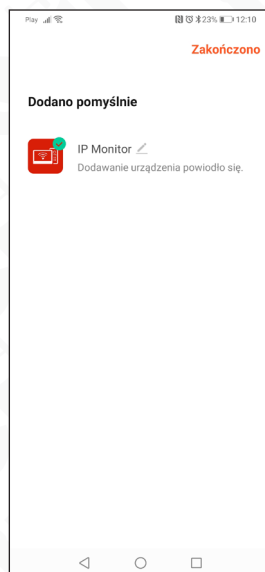 Play 23% 12:10
Zakończono
Dodano pomyślnie
IP Monitor
Dodawanie urządzenia powiodło się.